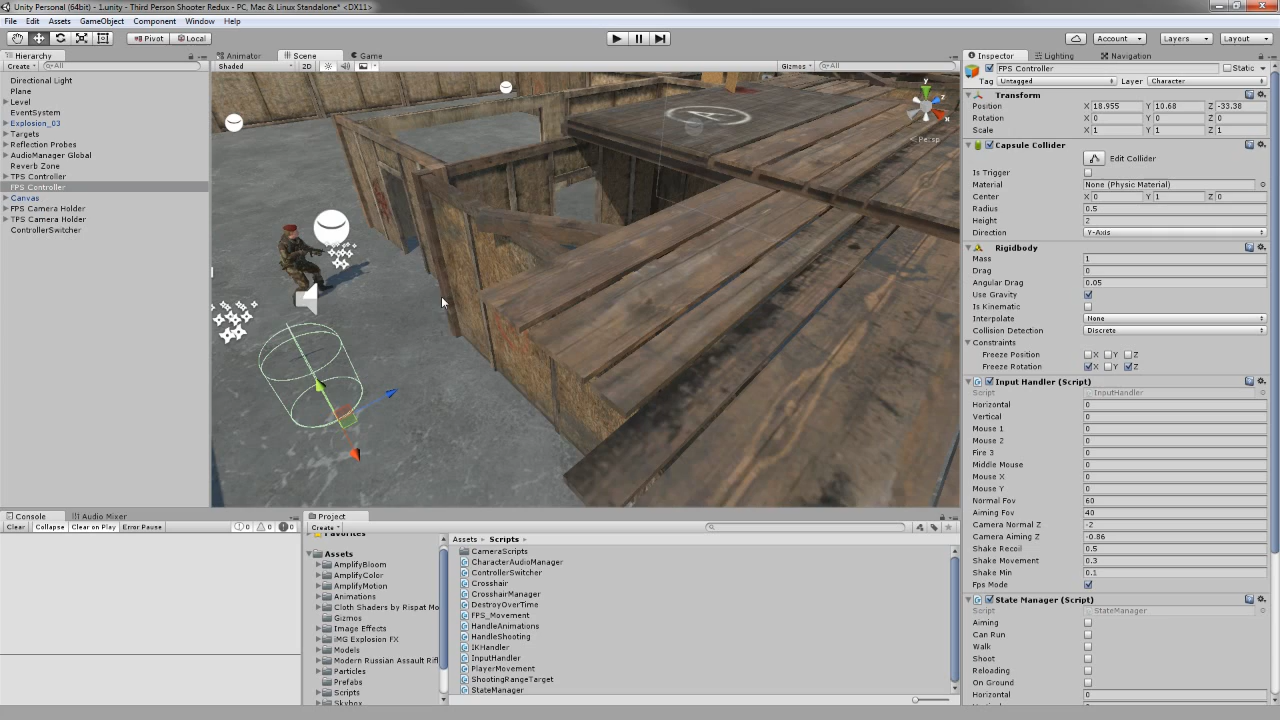 Unity Personal (64bit) - 1.unity - Third Person Shooter Redux - PC, Mac & Linux Standalone* <DX11>
File Edit Assets GameObject Component Window Help
Pivot Local Account Layers Layout
Hierarchy Animator Scene Game Inspector Lighting Navigation
Create All Shaded 2D Gizmos All FPS Controller Static
Tag Untagged Layer Character
Directional Light
Plane
Level
EventSystem
Explosion_03
Targets
Reflection Probes
AudioManager Global
Reverb Zone
TPS Controller
FPS Controller
Canvas
FPS Camera Holder
TPS Camera Holder
ControllerSwitcher
y
z
x
Persp
A
Transform
Position X 18.955 Y 10.68 Z -33.38
Rotation X 0 Y 0 Z 0
Scale X 1 Y 1 Z 1
Capsule Collider
Edit Collider
Is Trigger
Material None (Physic Material)
Center X 0 Y 1 Z 0
Radius 0.5
Height 2
Direction Y-Axis
Rigidbody
Mass 1
Drag 0
Angular Drag 0.05
Use Gravity
Is Kinematic
Interpolate None
Collision Detection Discrete
Constraints
Freeze Position X Y Z
Freeze Rotation X Y Z
Input Handler (Script)
Script InputHandler
Horizontal 0
Vertical 0
Mouse 1 0
Mouse 2 0
Fire 3 0
Middle Mouse 0
Mouse X 0
Mouse Y 0
Normal Fov 60
Aiming Fov 40
Camera Normal Z -2
Camera Aiming Z -0.86
Shake Recoil 0.5
Shake Movement 0.3
Shake Min 0.1
Fps Mode
State Manager (Script)
Script StateManager
Aiming
Can Run
Walk
Shoot
Reloading
On Ground
Horizontal 0
Console Audio Mixer
Clear Collapse Clear on Play Error Pause 0 0 0
Project
Create
Favorites
Assets
AmplifyBloom
AmplifyColor
AmplifyMotion
Animations
Cloth Shaders by Rispat Mo
Gizmos
Image Effects
iMG Explosion FX
Models
Modern Russian Assault Rifl
Particles
Prefabs
Scripts
Skybox
Assets Scripts
CameraScripts
CharacterAudioManager
ControllerSwitcher
Crosshair
CrosshairManager
DestroyOverTime
FPS_Movement
HandleAnimations
HandleShooting
IKHandler
InputHandler
PlayerMovement
ShootingRangeTarget
StateManager